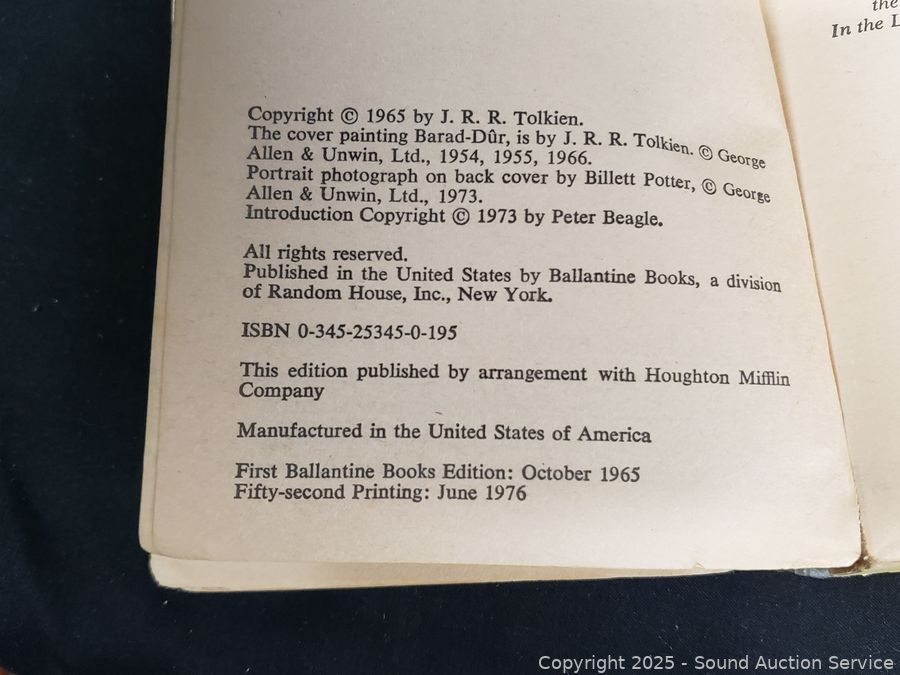 the
In the L
Copyright © 1965 by J. R. R. Tolkien.
The cover painting Barad-Dûr, is by J. R. R. Tolkien. © George
Allen & Unwin, Ltd., 1954, 1955, 1966.
Portrait photograph on back cover by Billett Potter, © George
Allen & Unwin, Ltd., 1973.
Introduction Copyright © 1973 by Peter Beagle.
All rights reserved.
Published in the United States by Ballantine Books, a division
of Random House, Inc., New York.
ISBN 0-345-25345-0-195
This edition published by arrangement with Houghton Mifflin
Company
Manufactured in the United States of America
First Ballantine Books Edition: October 1965
Fifty-second Printing: June 1976
Copyright 2025 - Sound Auction Service